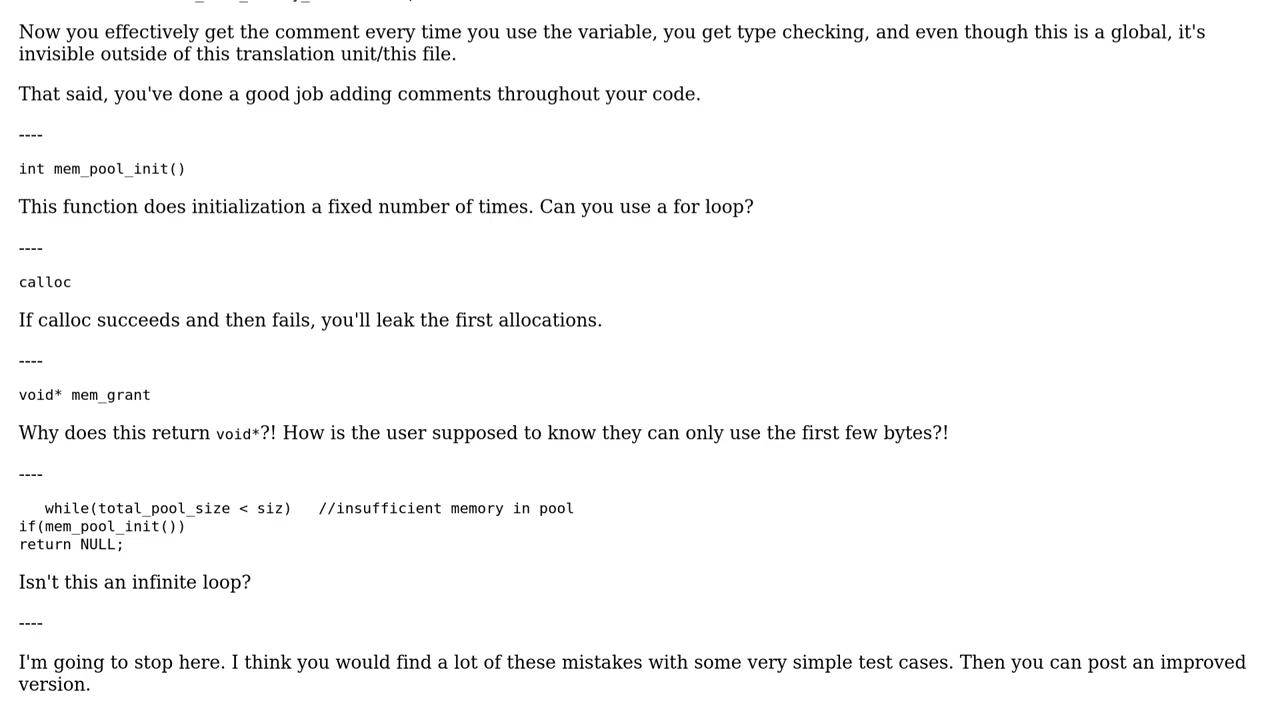 Now you effectively get the comment every time you use the variable, you get type checking, and even though this is a global, it's
invisible outside of this translation unit/this file.
That said, you've done a good job adding comments throughout your code.
----
int mem_pool_init()
This function does initialization a fixed number of times. Can you use a for loop?
----
calloc
If calloc succeeds and then fails, you'll leak the first allocations.
----
void* mem_grant
Why does this return void*?! How is the user supposed to know they can only use the first few bytes?!
----
while(total_pool_size < siz)   //insufficient memory in pool
if(mem_pool_init())
return NULL;
Isn't this an infinite loop?
----
I'm going to stop here. I think you would find a lot of these mistakes with some very simple test cases. Then you can post an improved
version.